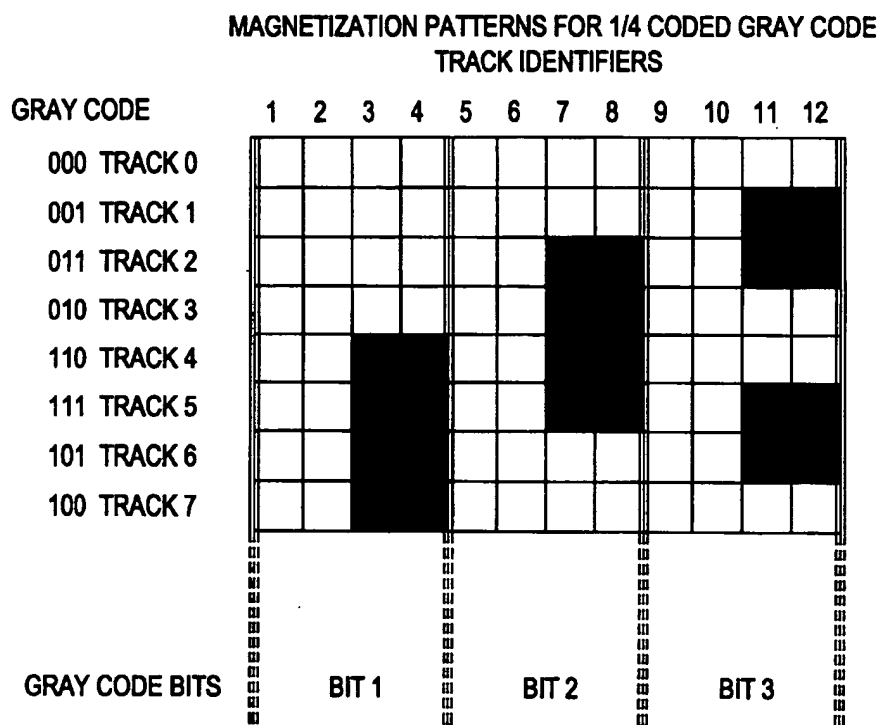 MAGNETIZATION PATTERNS FOR 1/4 CODED GRAY CODE
TRACK IDENTIFIERS
GRAY CODE 1 2 3 4 5 6 7 8 9 10 11 12
000 TRACK 0
001 TRACK 1
011 TRACK 2
010 TRACK 3
110 TRACK 4
111 TRACK 5
101 TRACK 6
100 TRACK 7
GRAY CODE BITS BIT 1 BIT 2 BIT 3